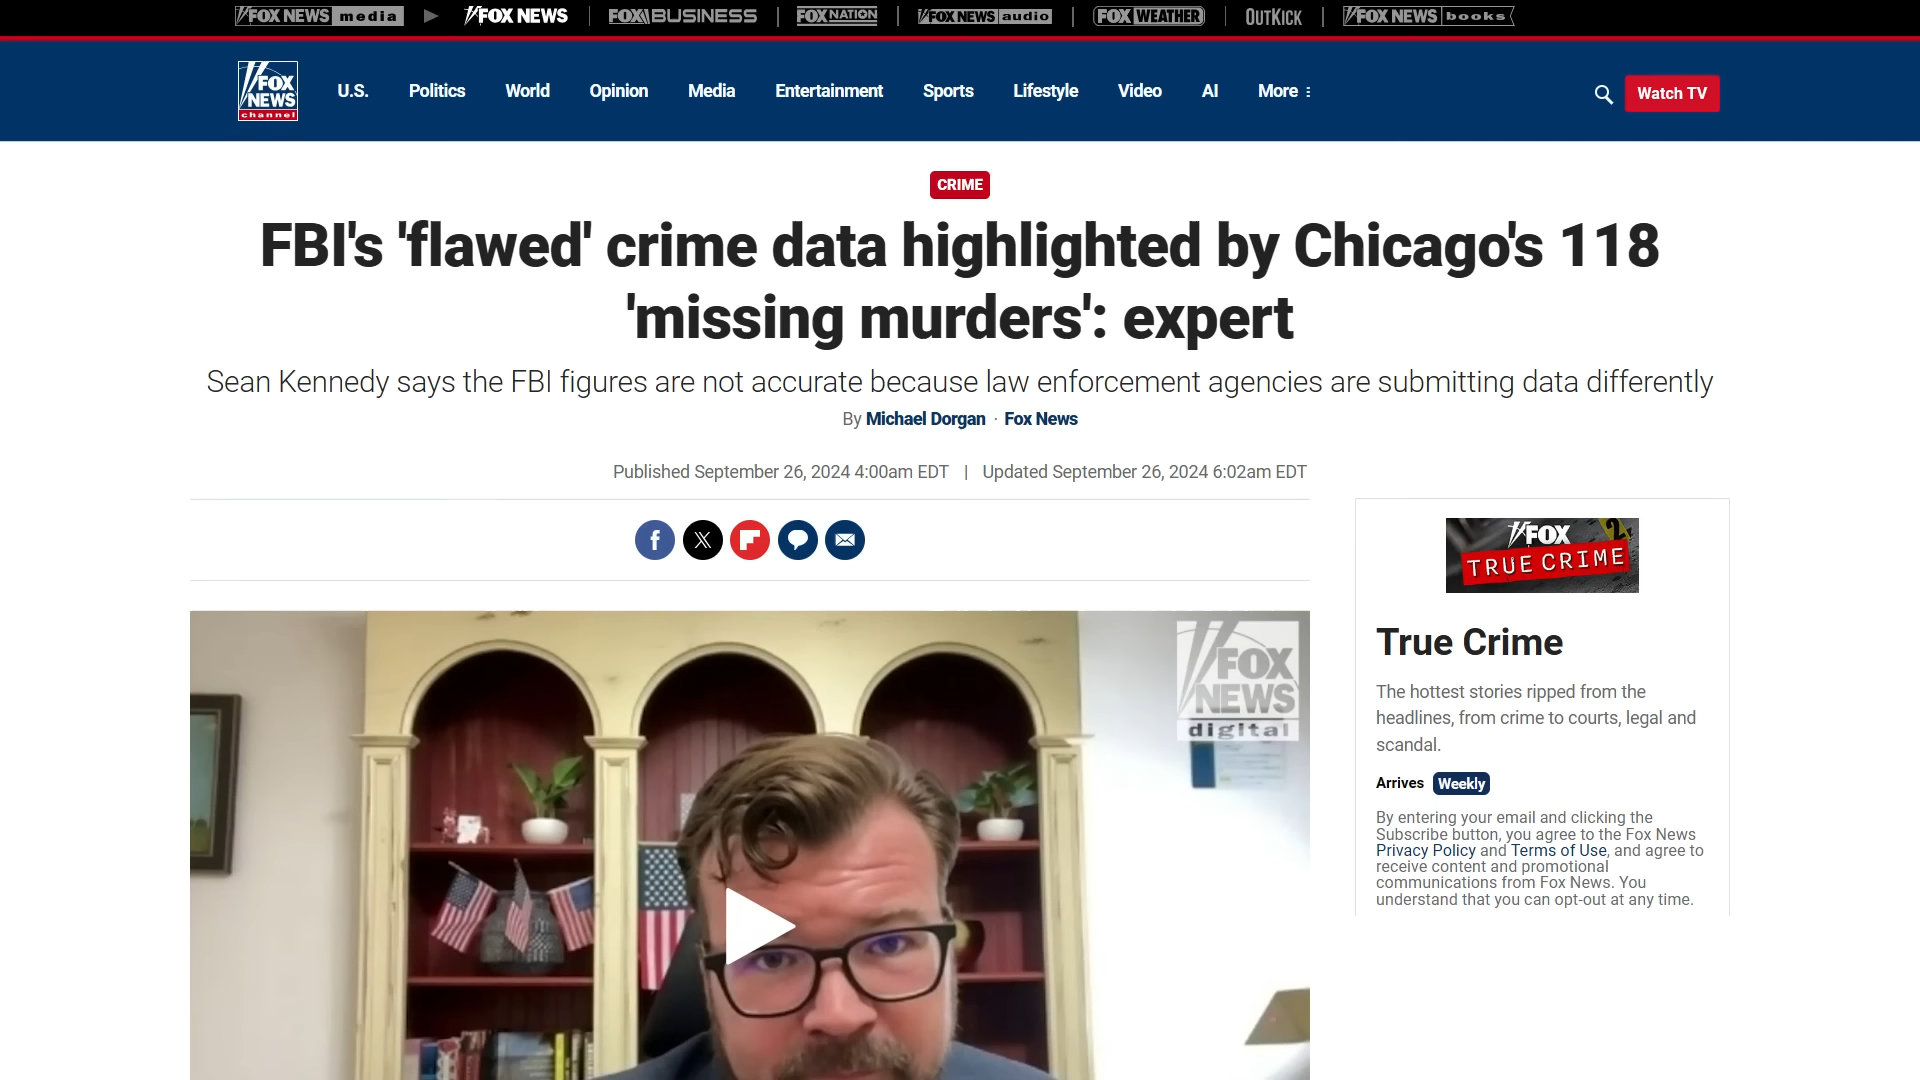 FOX NEWS media
FOX NEWS
FOX BUSINESS
FOX NATION
FOX NEWS audio
FOX WEATHER
OUTKICK
FOX NEWS books
FOX
NEWS
channel
U.S.
Politics
World
Opinion
Media
Entertainment
Sports
Lifestyle
Video
AI
More
Watch TV
CRIME
FBI's 'flawed' crime data highlighted by Chicago's 118
'missing murders': expert
Sean Kennedy says the FBI figures are not accurate because law enforcement agencies are submitting data differently
By Michael Dorgan · Fox News
Published September 26, 2024 4:00am EDT | Updated September 26, 2024 6:02am EDT
FOX
NEWS
digital
2
FOX
TRUE CRIME
True Crime
The hottest stories ripped from the
headlines, from crime to courts, legal and
scandal.
Arrives Weekly
By entering your email and clicking the
Subscribe button, you agree to the Fox News
Privacy Policy and Terms of Use, and agree to
receive content and promotional
communications from Fox News. You
understand that you can opt-out at any time.